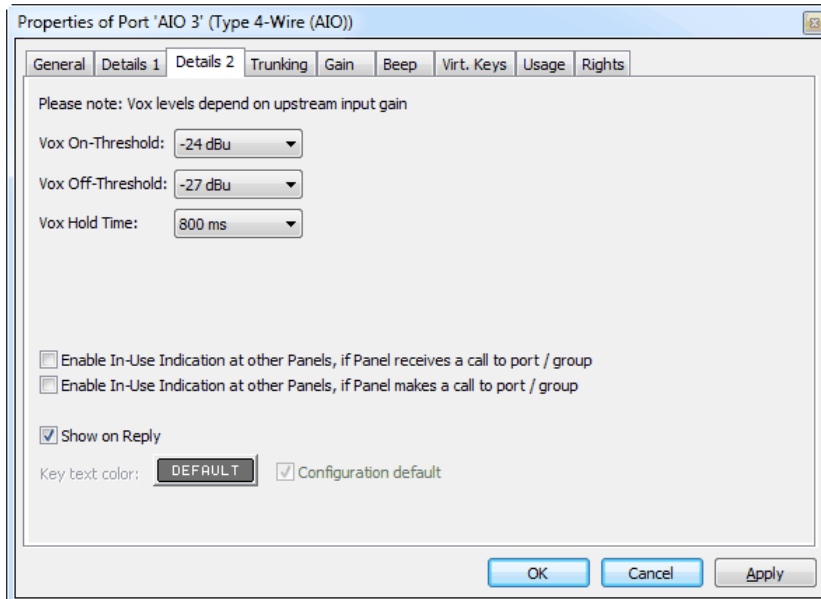 Properties of Port 'AIO 3' (Type 4-Wire (AIO))
General Details 1 Details 2 Trunking Gain Beep Virt. Keys Usage Rights
Please note: Vox levels depend on upstream input gain
Vox On-Threshold: -24 dBu
Vox Off-Threshold: -27 dBu
Vox Hold Time: 800 ms
Enable In-Use Indication at other Panels, if Panel receives a call to port / group
Enable In-Use Indication at other Panels, if Panel makes a call to port / group
Show on Reply
Key text color: DEFAULT Configuration default
OK Cancel Apply